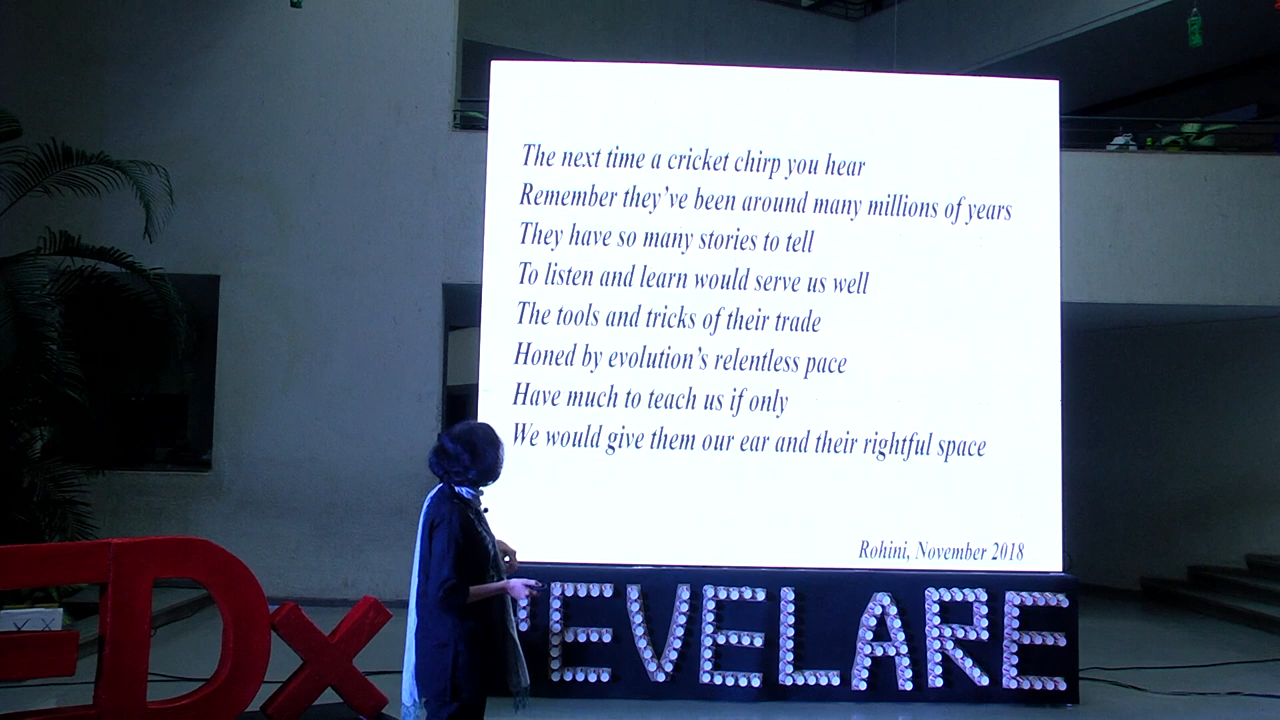 The next time a cricket chirp you hear
Remember they've been around many millions of years
They have so many stories to tell
To listen and learn would serve us well
The tools and tricks of their trade
Honed by evolution's relentless pace
Have much to teach us if only
We would give them our ear and their rightful space
Rohini, November 2018
EVELARE
EDx
X X